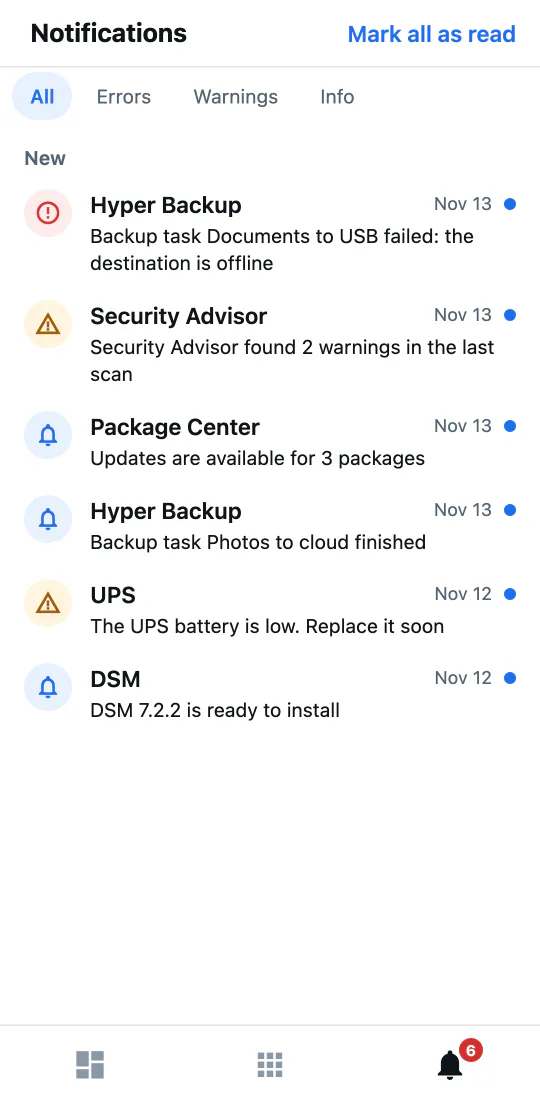 Notifications
Mark all as read
All
Errors
Warnings
Info
New
Hyper Backup
Nov 13
Backup task Documents to USB failed: the
destination is offline
Security Advisor
Nov 13
Security Advisor found 2 warnings in the last
scan
Package Center
Nov 13
Updates are available for 3 packages
Hyper Backup
Nov 13
Backup task Photos to cloud finished
UPS
Nov 12
The UPS battery is low. Replace it soon
DSM
Nov 12
DSM 7.2.2 is ready to install
6